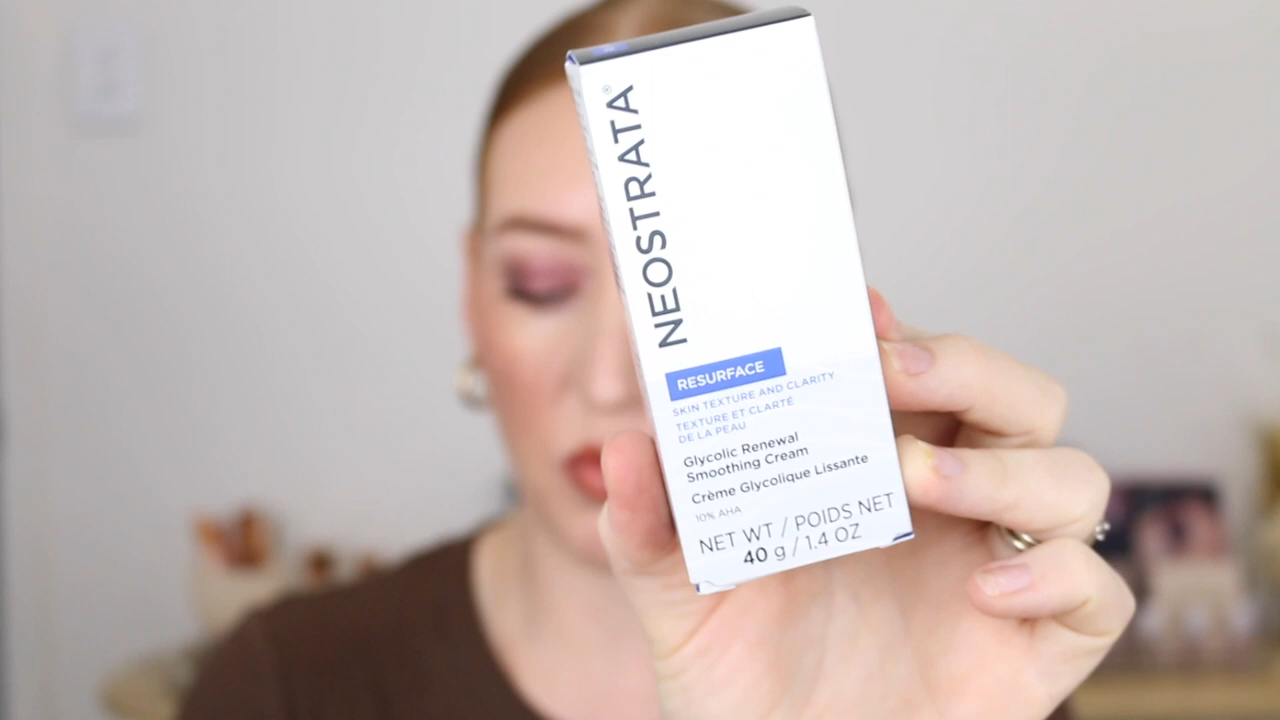 NEOSTRATA®
RESURFACE
SKIN TEXTURE AND CLARITY
TEXTURE ET CLARTÉ
DE LA PEAU
Glycolic Renewal
Smoothing Cream
Crème Glycolique Lissante
10% AHA
NET WT / POIDS NET
40 g / 1.4 OZ